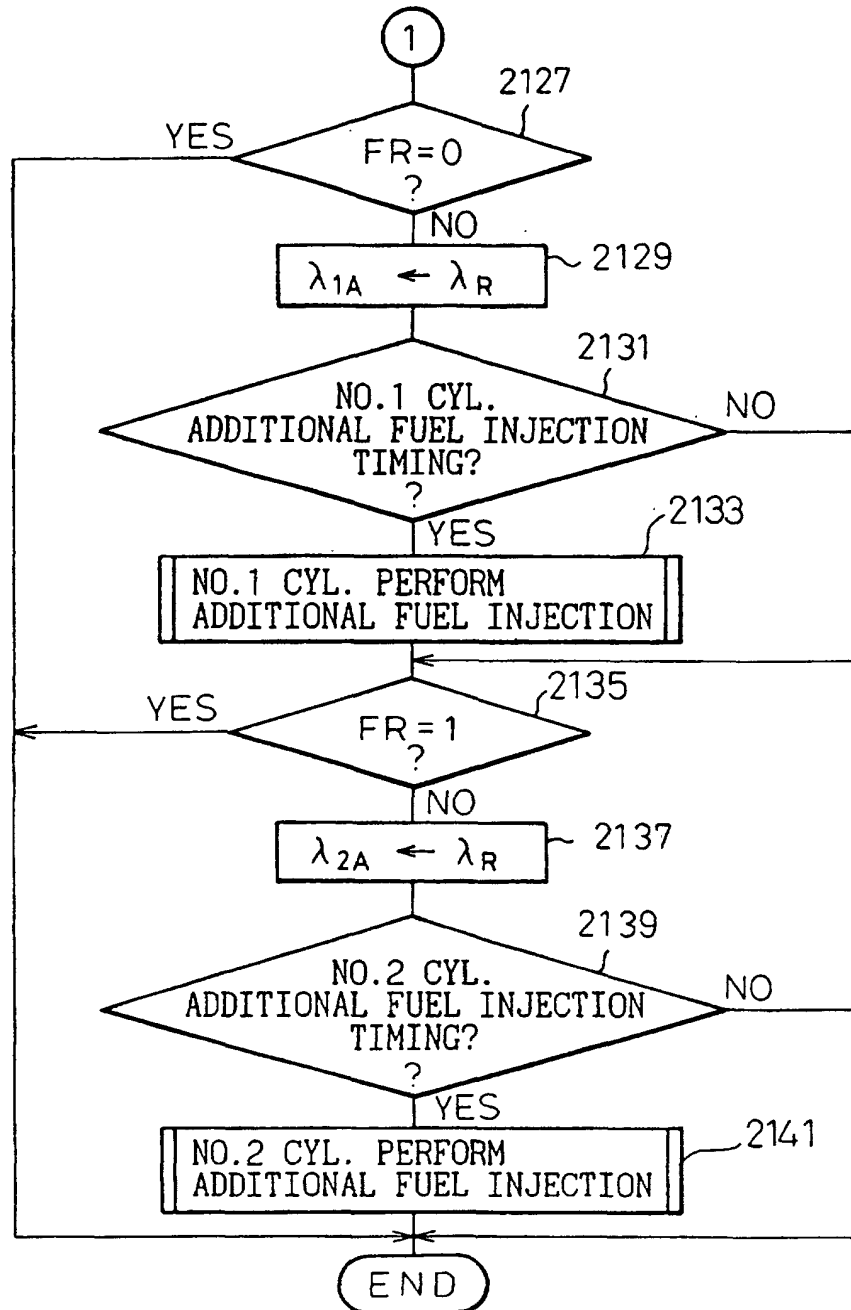 1
2127
YES
FR=0
?
NO
λ1A ← λR
2129
2131
NO.1 CYL.
ADDITIONAL FUEL INJECTION
TIMING?
?
NO
YES
2133
NO.1 CYL. PERFORM
ADDITIONAL FUEL INJECTION
2135
YES
FR=1
?
NO
λ2A ← λR
2137
2139
NO.2 CYL.
ADDITIONAL FUEL INJECTION
TIMING?
?
NO
YES
2141
NO.2 CYL. PERFORM
ADDITIONAL FUEL INJECTION
END